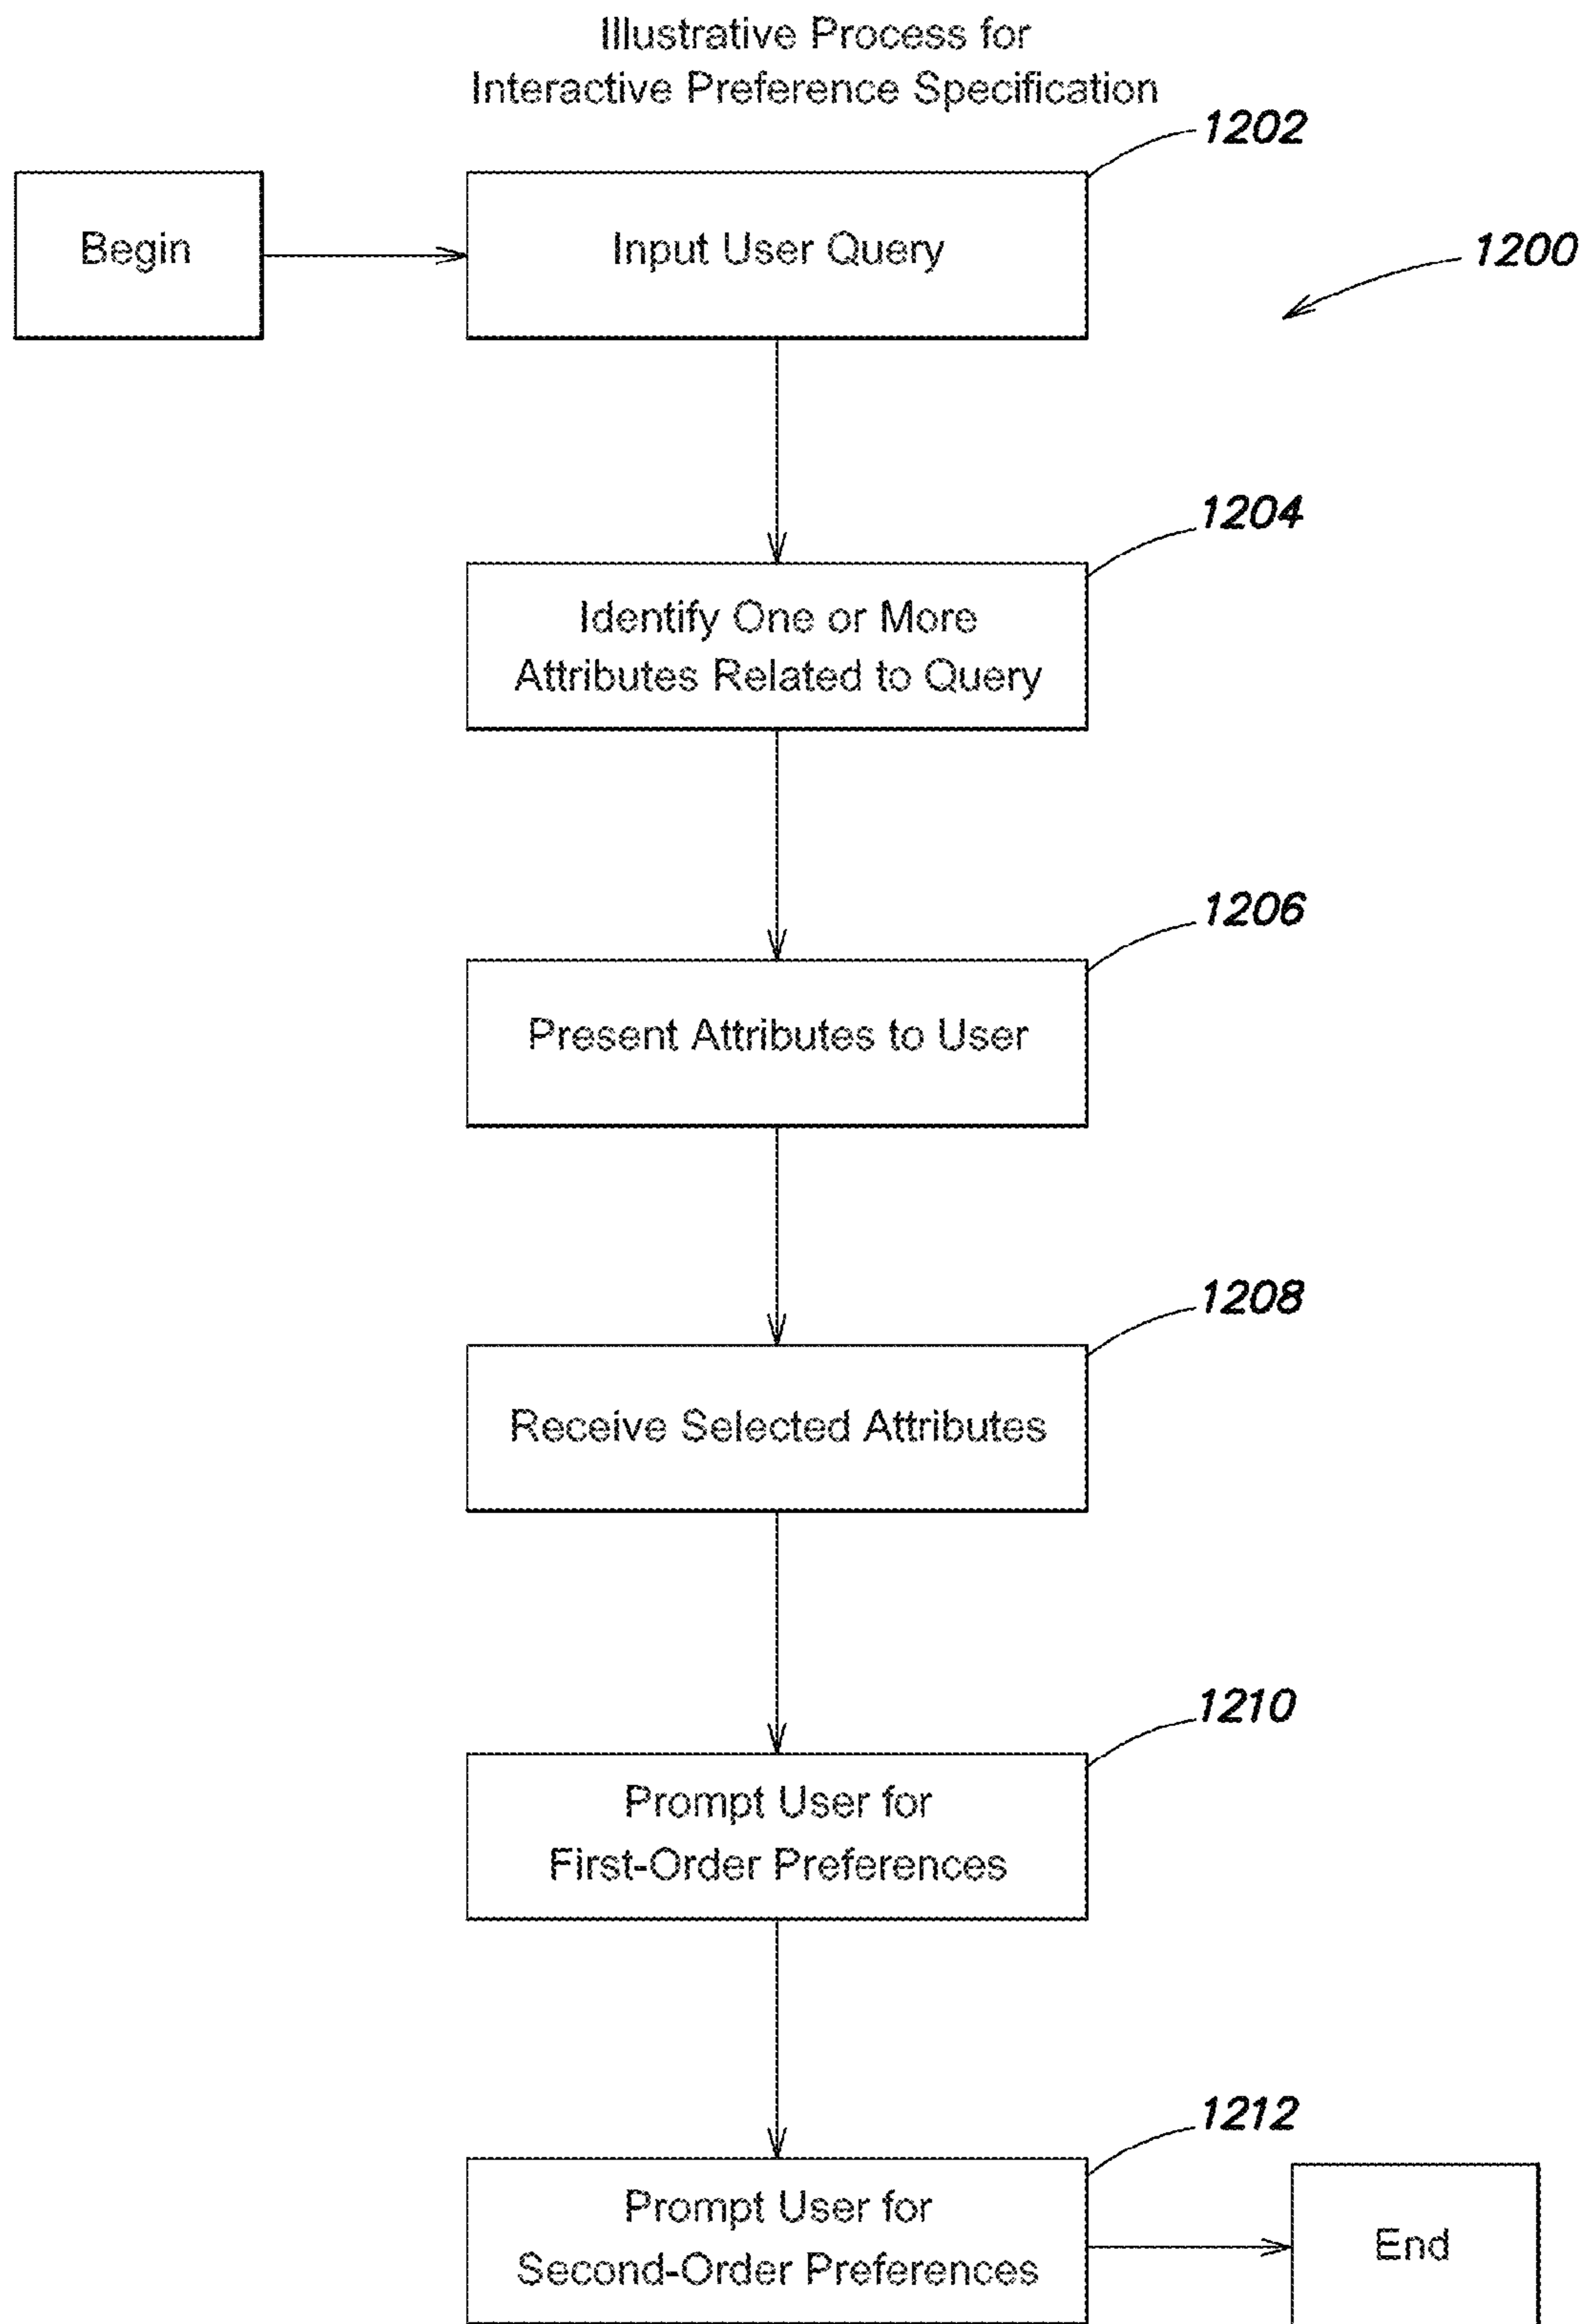 Illustrative Process for
Interactive Preference Specification
1202
Begin
Input User Query
1200
1204
Identify One or More
Attributes Related to Query
1206
Present Attributes to User
1208
Receive Selected Attributes
1210
Prompt User for
First-Order Preferences
1212
Prompt User for
Second-Order Preferences
End